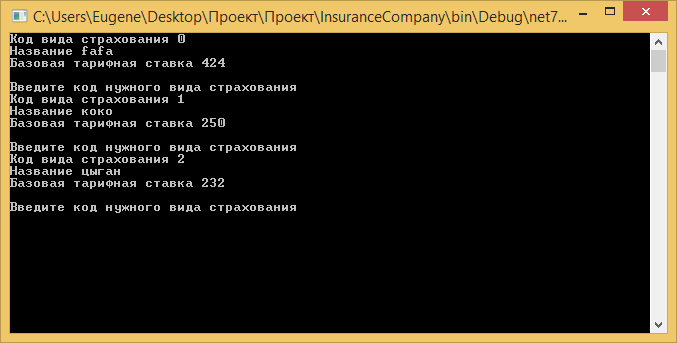 C:\Users\Eugene\Desktop\Проект\Проект\InsuranceCompany\bin\Debug\net7...
Код вида страхования 0
Название fafa
Базовая тарифная ставка 424
Введите код нужного вида страхования
Код вида страхования 1
Название коко
Базовая тарифная ставка 250
Введите код нужного вида страхования
Код вида страхования 2
Название цыган
Базовая тарифная ставка 232
Введите код нужного вида страхования